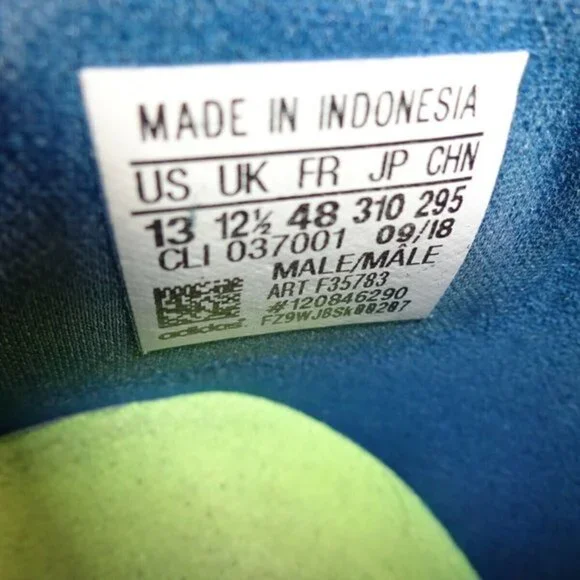 MADE IN INDONESIA
US UK FR JP CHN
13 12½ 48 310 295
CLI 037001 09/18
MALE/MÂLE
ART F35783
#120846290
FZ9WJ8Sk00207
adidas